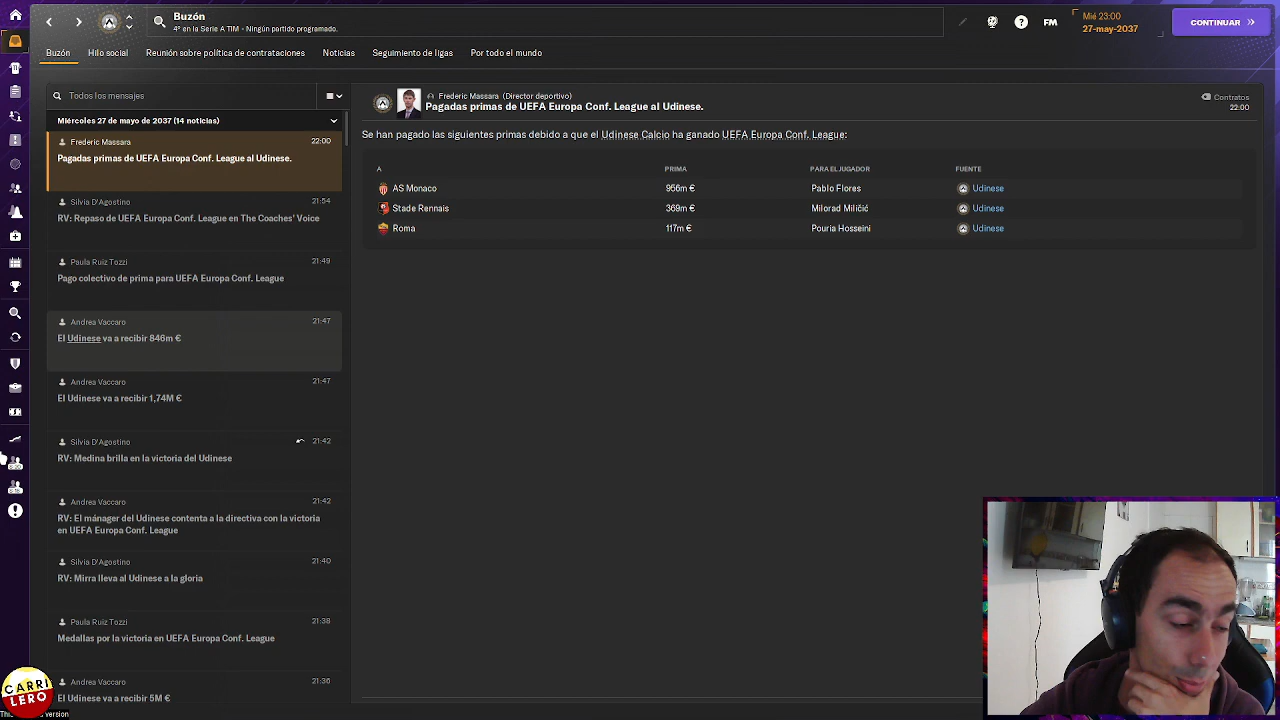 Buzón
4º en la Serie A TIM - Ningún partido programado.
FM
Mié 23:00
27-may-2037
CONTINUAR
Buzón
Hilo social
Reunión sobre política de contrataciones
Noticias
Seguimiento de ligas
Por todo el mundo
Todos los mensajes
Miércoles 27 de mayo de 2037 (14 noticias)
Frederic Massara
22:00
Pagadas primas de UEFA Europa Conf. League al Udinese.
Silvia D'Agostino
21:54
RV: Repaso de UEFA Europa Conf. League en The Coaches' Voice
Paula Ruiz Tozzi
21:49
Pago colectivo de prima para UEFA Europa Conf. League
Andrea Vaccaro
21:47
El Udinese va a recibir 846m €
Andrea Vaccaro
21:47
El Udinese va a recibir 1,74M €
Silvia D'Agostino
21:42
RV: Medina brilla en la victoria del Udinese
Andrea Vaccaro
21:42
RV: El mánager del Udinese contenta a la directiva con la victoria
en UEFA Europa Conf. League
Silvia D'Agostino
21:40
RV: Mirra lleva al Udinese a la gloria
Paula Ruiz Tozzi
21:38
Medallas por la victoria en UEFA Europa Conf. League
Andrea Vaccaro
21:36
El Udinese va a recibir 5M €
Frederic Massara (Director deportivo)
Pagadas primas de UEFA Europa Conf. League al Udinese.
Contratos
22:00
Se han pagado las siguientes primas debido a que el Udinese Calcio ha ganado UEFA Europa Conf. League:
A PRIMA PARA EL JUGADOR FUENTE
AS Monaco 956m € Pablo Flores Udinese
Stade Rennais 369m € Milorad Miličić Udinese
Roma 117m € Pouria Hosseini Udinese
CARRI
LERO
version